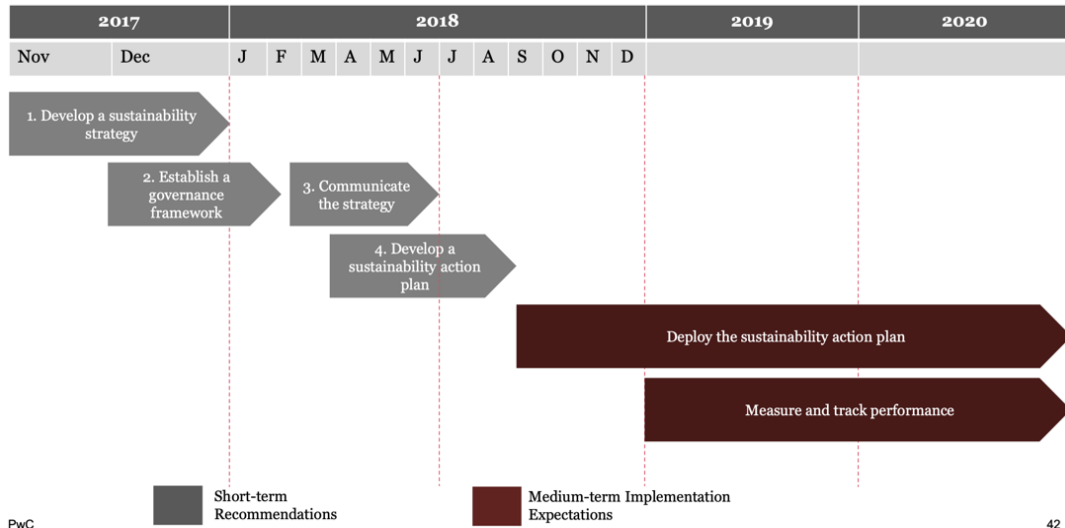 2017 2018 2019 2020
Nov Dec J F M A M J J A S O N D
1. Develop a sustainability
strategy
2. Establish a
governance
framework
3. Communicate
the strategy
4. Develop a
sustainability action
plan
Deploy the sustainability action plan
Measure and track performance
Short-term
Recommendations
Medium-term Implementation
Expectations
PwC
42